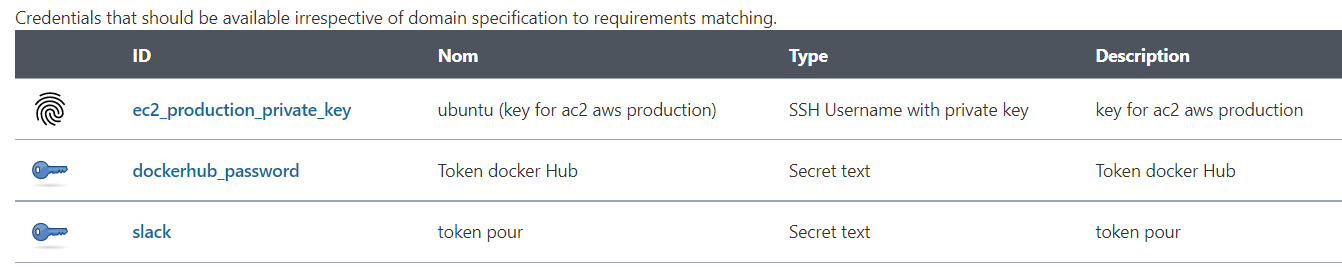 Credentials that should be available irrespective of domain specification to requirements matching.
ID Nom Type Description
ec2_production_private_key ubuntu (key for ac2 aws production) SSH Username with private key key for ac2 aws production
dockerhub_password Token docker Hub Secret text Token docker Hub
slack token pour Secret text token pour